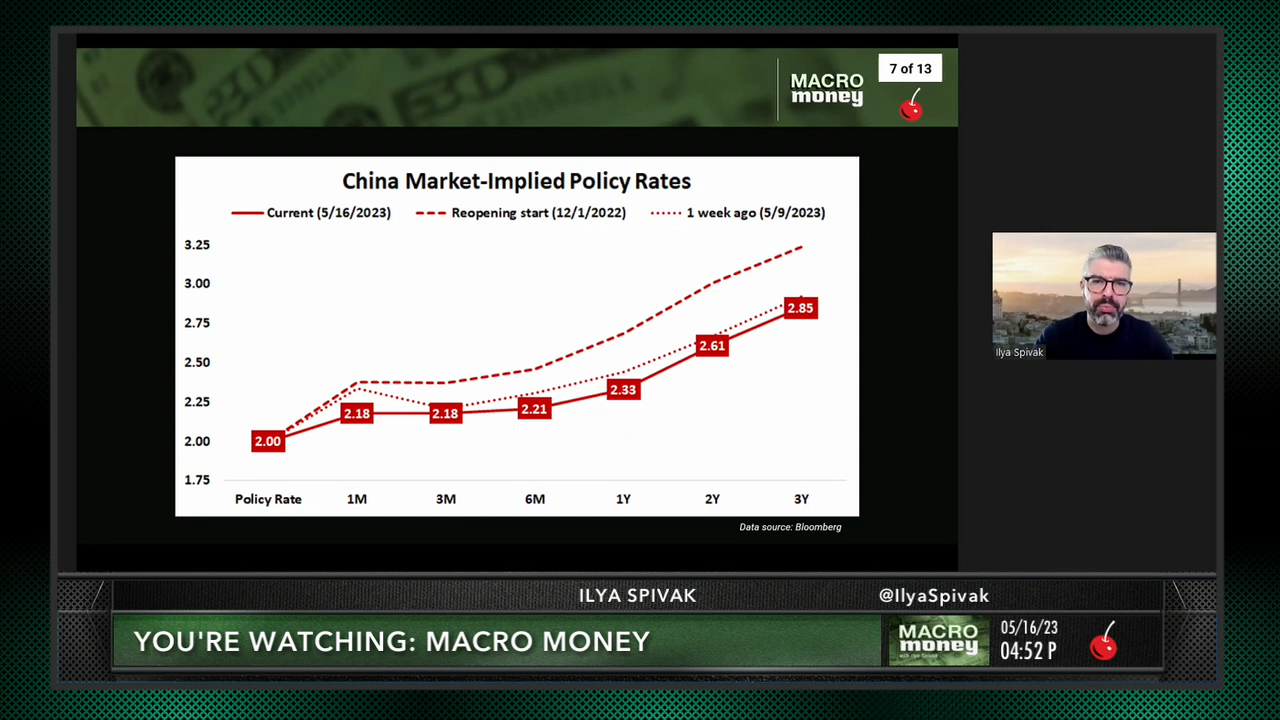 7 of 13
MACRO
money
China Market-Implied Policy Rates
Current (5/16/2023) Reopening start (12/1/2022) 1 week ago (5/9/2023)
3.25
3.00
2.75
2.50
2.25
2.00
1.75
2.00 2.18 2.18 2.21 2.33 2.61 2.85
Policy Rate 1M 3M 6M 1Y 2Y 3Y
Data source: Bloomberg
Ilya Spivak
ILYA SPIVAK @IlyaSpivak
YOU'RE WATCHING: MACRO MONEY
MACRO
money
with Ilya Spivak
05/16/23
04:52 P